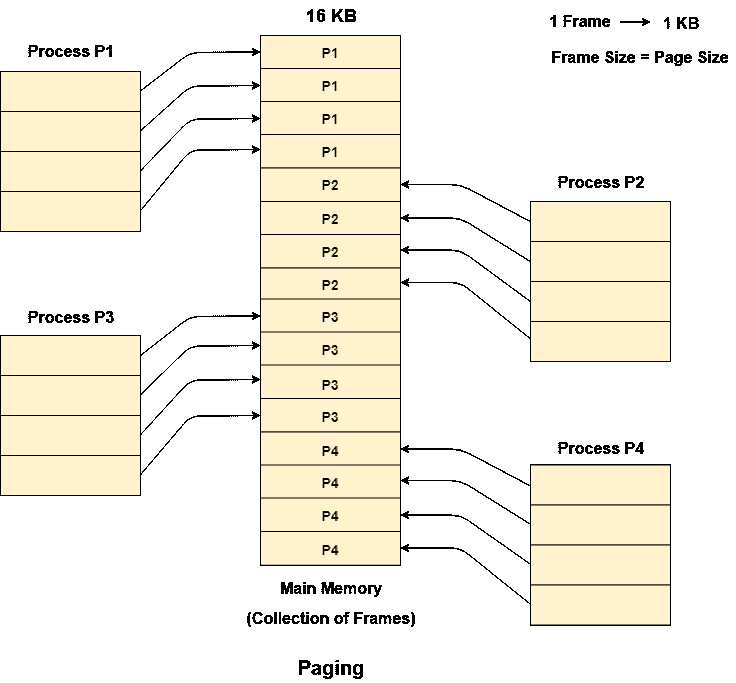 16 KB
1 Frame → 1 KB
Frame Size = Page Size
Process P1
P1
P1
P1
P1
Process P2
P2
P2
P2
P2
Process P3
P3
P3
P3
P3
Process P4
P4
P4
P4
P4
Main Memory
(Collection of Frames)
Paging